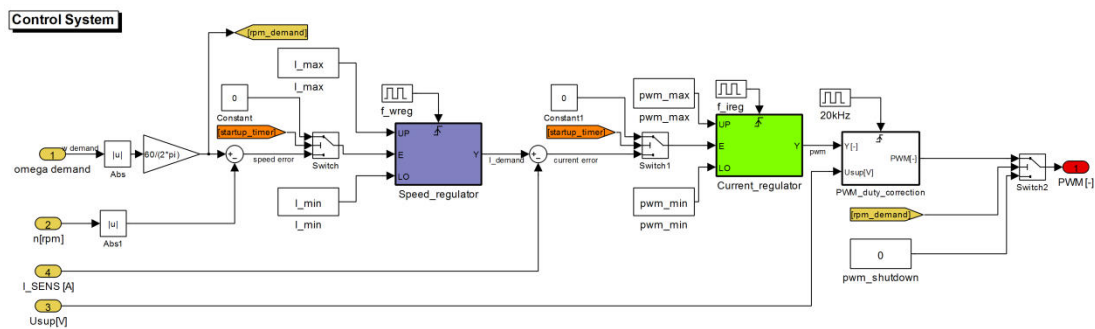 Control System
[rpm_demand]
I_max
I_max
f_wreg
0
Constant
[startup_timer]
Switch
UP
E
Y
LO
Speed_regulator
I_min
I_min
1
omega demand
w demand
|u|
Abs
60/(2*pi)
speed error
2
n[rpm]
|u|
Abs1
4
I_SENS [A]
3
Usup[V]
I_demand
current error
0
Constant1
[startup_timer]
Switch1
pwm_max
pwm_max
f_ireg
UP
E
Y
LO
Current_regulator
pwm_min
pwm_min
pwm
20kHz
Y[-]
PWM[-]
Usup[V]
PWM_duty_correction
[rpm_demand]
0
pwm_shutdown
Switch2
1
PWM [-]